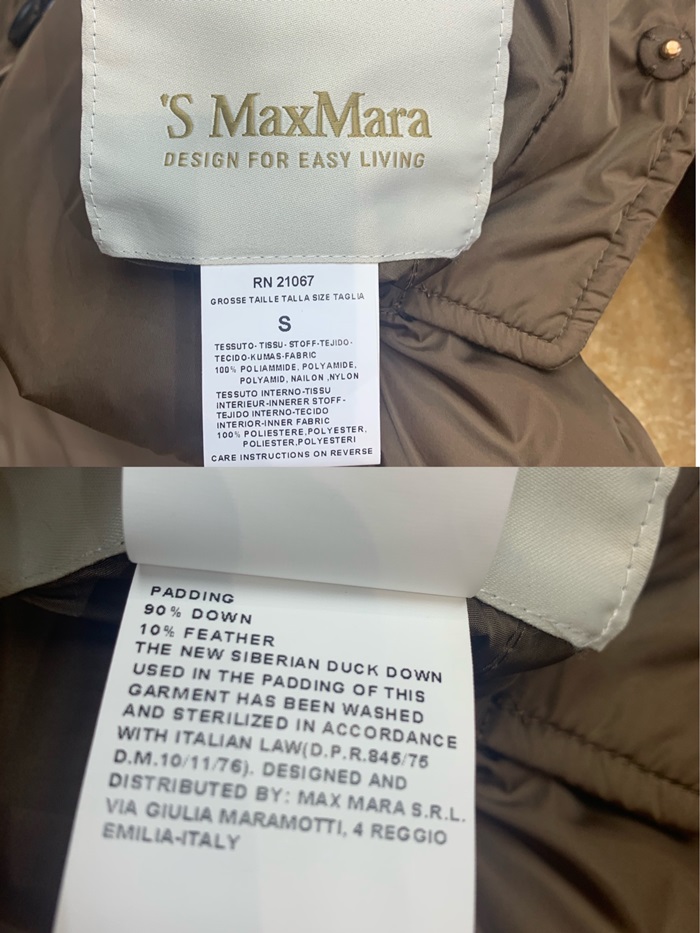 'S MaxMara
DESIGN FOR EASY LIVING
RN 21067
GROSSE TAILLE TALLA SIZE TAGLIA
S
TESSUTO-TISSU-STOFF-TEJIDO-
TECIDO-KUMAS-FABRIC
100% POLIAMMIDE, POLYAMIDE,
POLYAMID, NAILON ,NYLON
TESSUTO INTERNO-TISSU
INTERIEUR-INNERER STOFF-
TEJIDO INTERNO-TECIDO
INTERIOR-INNER FABRIC
100% POLIESTERE,POLYESTER,
POLIESTER,POLYESTERI
CARE INSTRUCTIONS ON REVERSE
PADDING
90% DOWN
10% FEATHER
THE NEW SIBERIAN DUCK DOWN
USED IN THE PADDING OF THIS
GARMENT HAS BEEN WASHED
AND STERILIZED IN ACCORDANCE
WITH ITALIAN LAW(D.P.R.845/75
D.M.10/11/76). DESIGNED AND
DISTRIBUTED BY: MAX MARA S.R.L.
VIA GIULIA MARAMOTTI, 4 REGGIO
EMILIA-ITALY